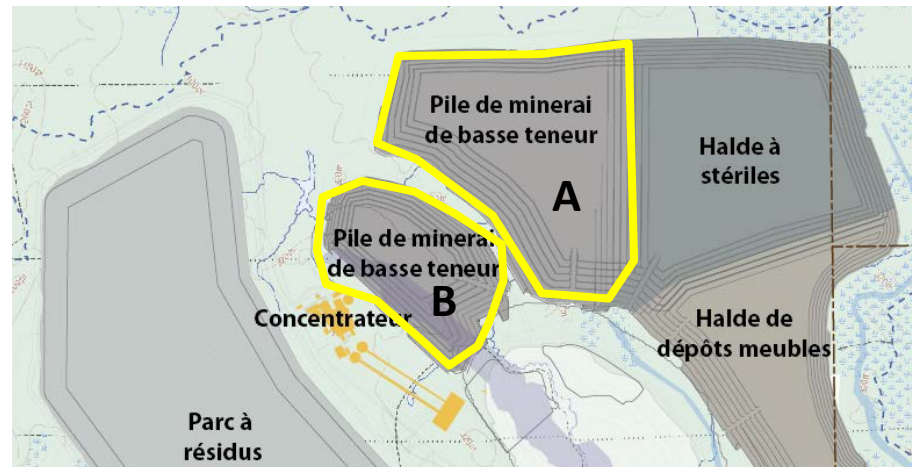 Pile de minerai
de basse teneur
A
Halde à
stériles
Pile de minerai
de basse teneur
B
Concentrateur
Halde de
dépôts meubles
Parc à
résidus